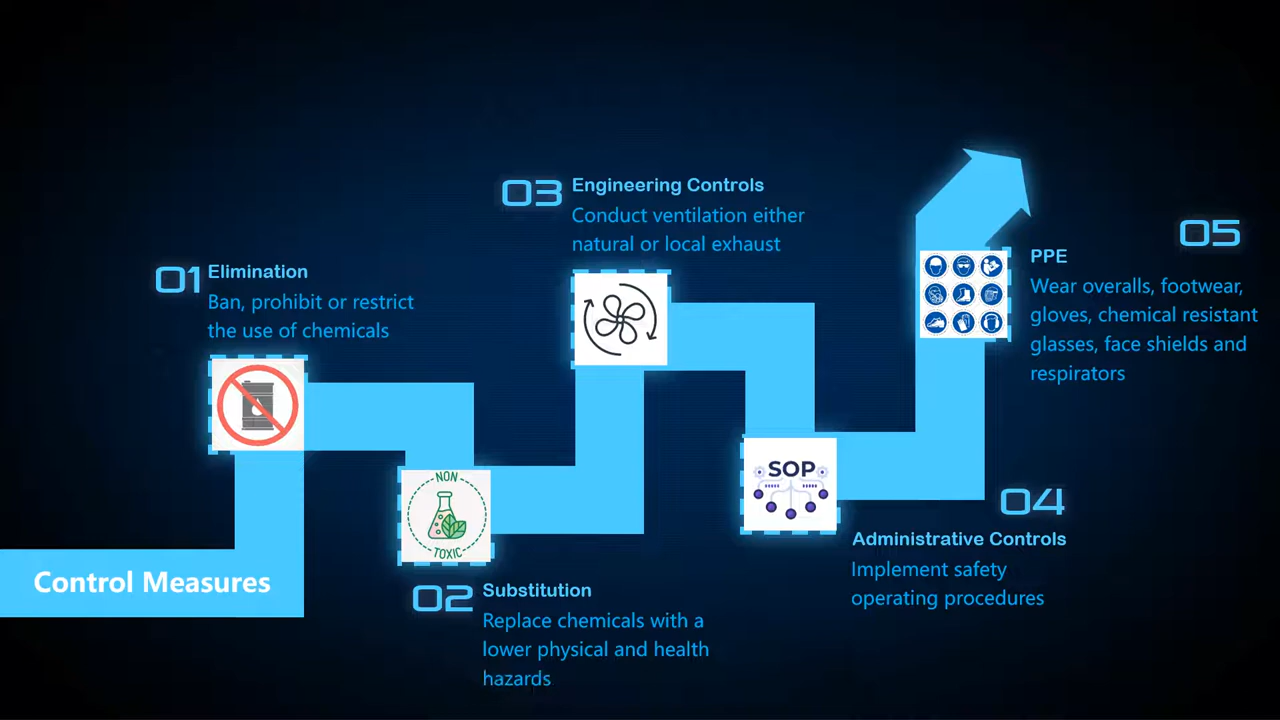 Control Measures
01
Elimination
Ban, prohibit or restrict
the use of chemicals
NON
TOXIC
02
Substitution
Replace chemicals with a
lower physical and health
hazards
03
Engineering Controls
Conduct ventilation either
natural or local exhaust
SOP
04
Administrative Controls
Implement safety
operating procedures
05
PPE
Wear overalls, footwear,
gloves, chemical resistant
glasses, face shields and
respirators